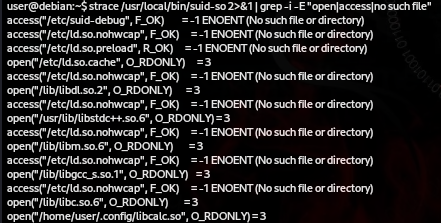 user@debian:~$ strace /usr/local/bin/suid-so 2>&1 | grep -i -E "open|access|no such file"
access("/etc/suid-debug", F_OK) = -1 ENOENT (No such file or directory)
access("/etc/ld.so.nohwcap", F_OK) = -1 ENOENT (No such file or directory)
access("/etc/ld.so.preload", R_OK) = -1 ENOENT (No such file or directory)
open("/etc/ld.so.cache", O_RDONLY) = 3
access("/etc/ld.so.nohwcap", F_OK) = -1 ENOENT (No such file or directory)
open("/lib/libdl.so.2", O_RDONLY) = 3
access("/etc/ld.so.nohwcap", F_OK) = -1 ENOENT (No such file or directory)
open("/usr/lib/libstdc++.so.6", O_RDONLY) = 3
access("/etc/ld.so.nohwcap", F_OK) = -1 ENOENT (No such file or directory)
open("/lib/libm.so.6", O_RDONLY) = 3
access("/etc/ld.so.nohwcap", F_OK) = -1 ENOENT (No such file or directory)
open("/lib/libgcc_s.so.1", O_RDONLY) = 3
access("/etc/ld.so.nohwcap", F_OK) = -1 ENOENT (No such file or directory)
open("/lib/libc.so.6", O_RDONLY) = 3
open("/home/user/.config/libcalc.so", O_RDONLY) = 3